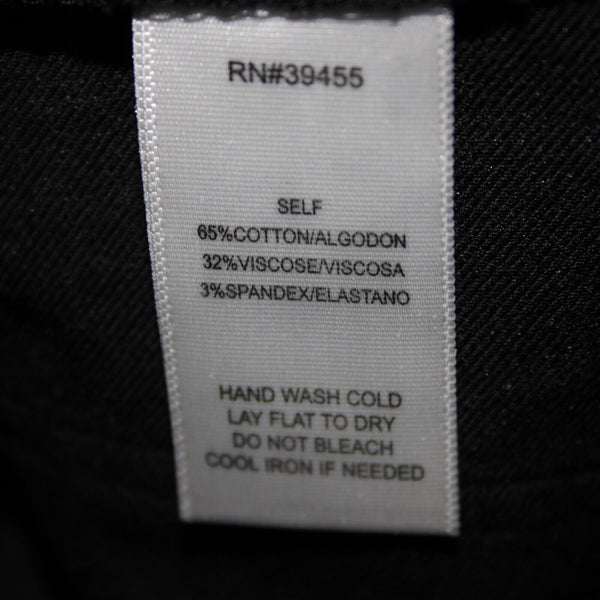 RN#39455
SELF
65%COTTON/ALGODON
32%VISCOSE/VISCOSA
3%SPANDEX/ELASTANO
HAND WASH COLD
LAY FLAT TO DRY
DO NOT BLEACH
COOL IRON IF NEEDED